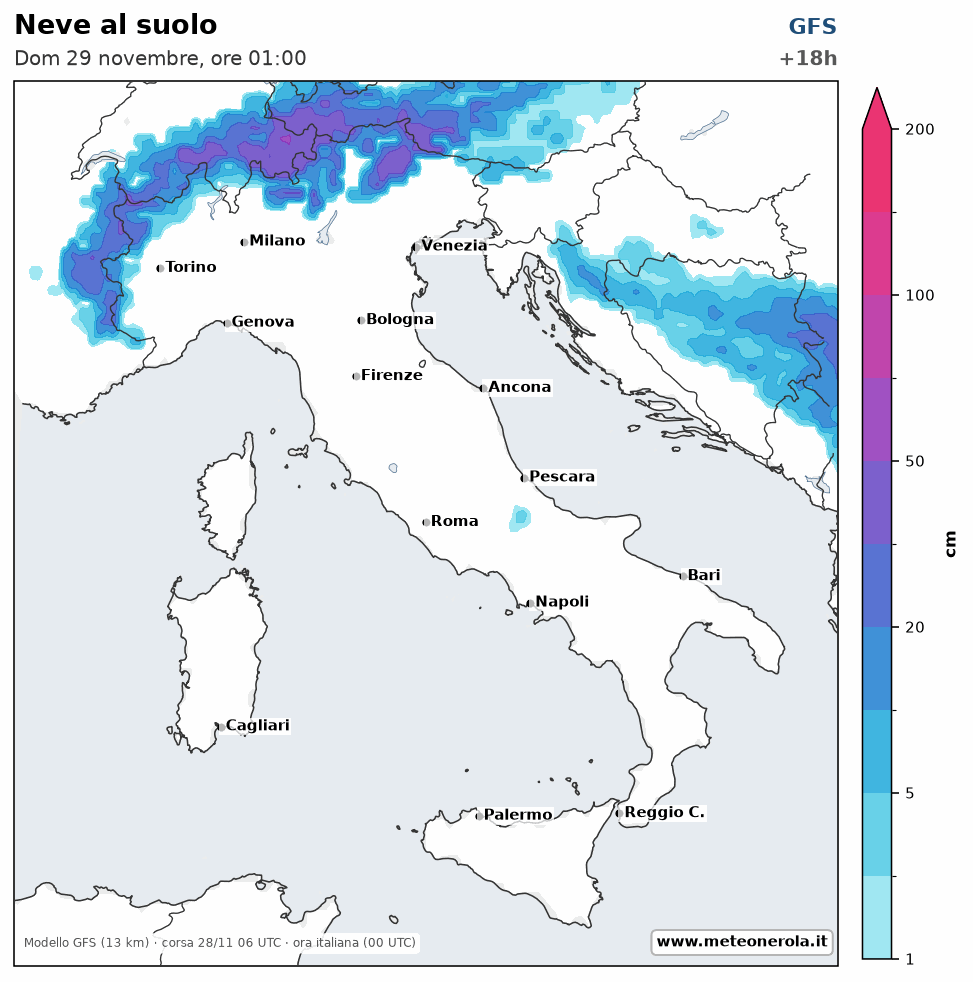 Neve al suolo
GFS
Dom 29 novembre, ore 01:00
+18h
Milano
Venezia
Torino
Genova
Bologna
Firenze
Ancona
Pescara
Roma
Bari
Napoli
Cagliari
Palermo
Reggio C.
200
100
50
20
5
1
cm
Modello GFS (13 km) · corsa 28/11 06 UTC · ora italiana (00 UTC)
www.meteonerola.it